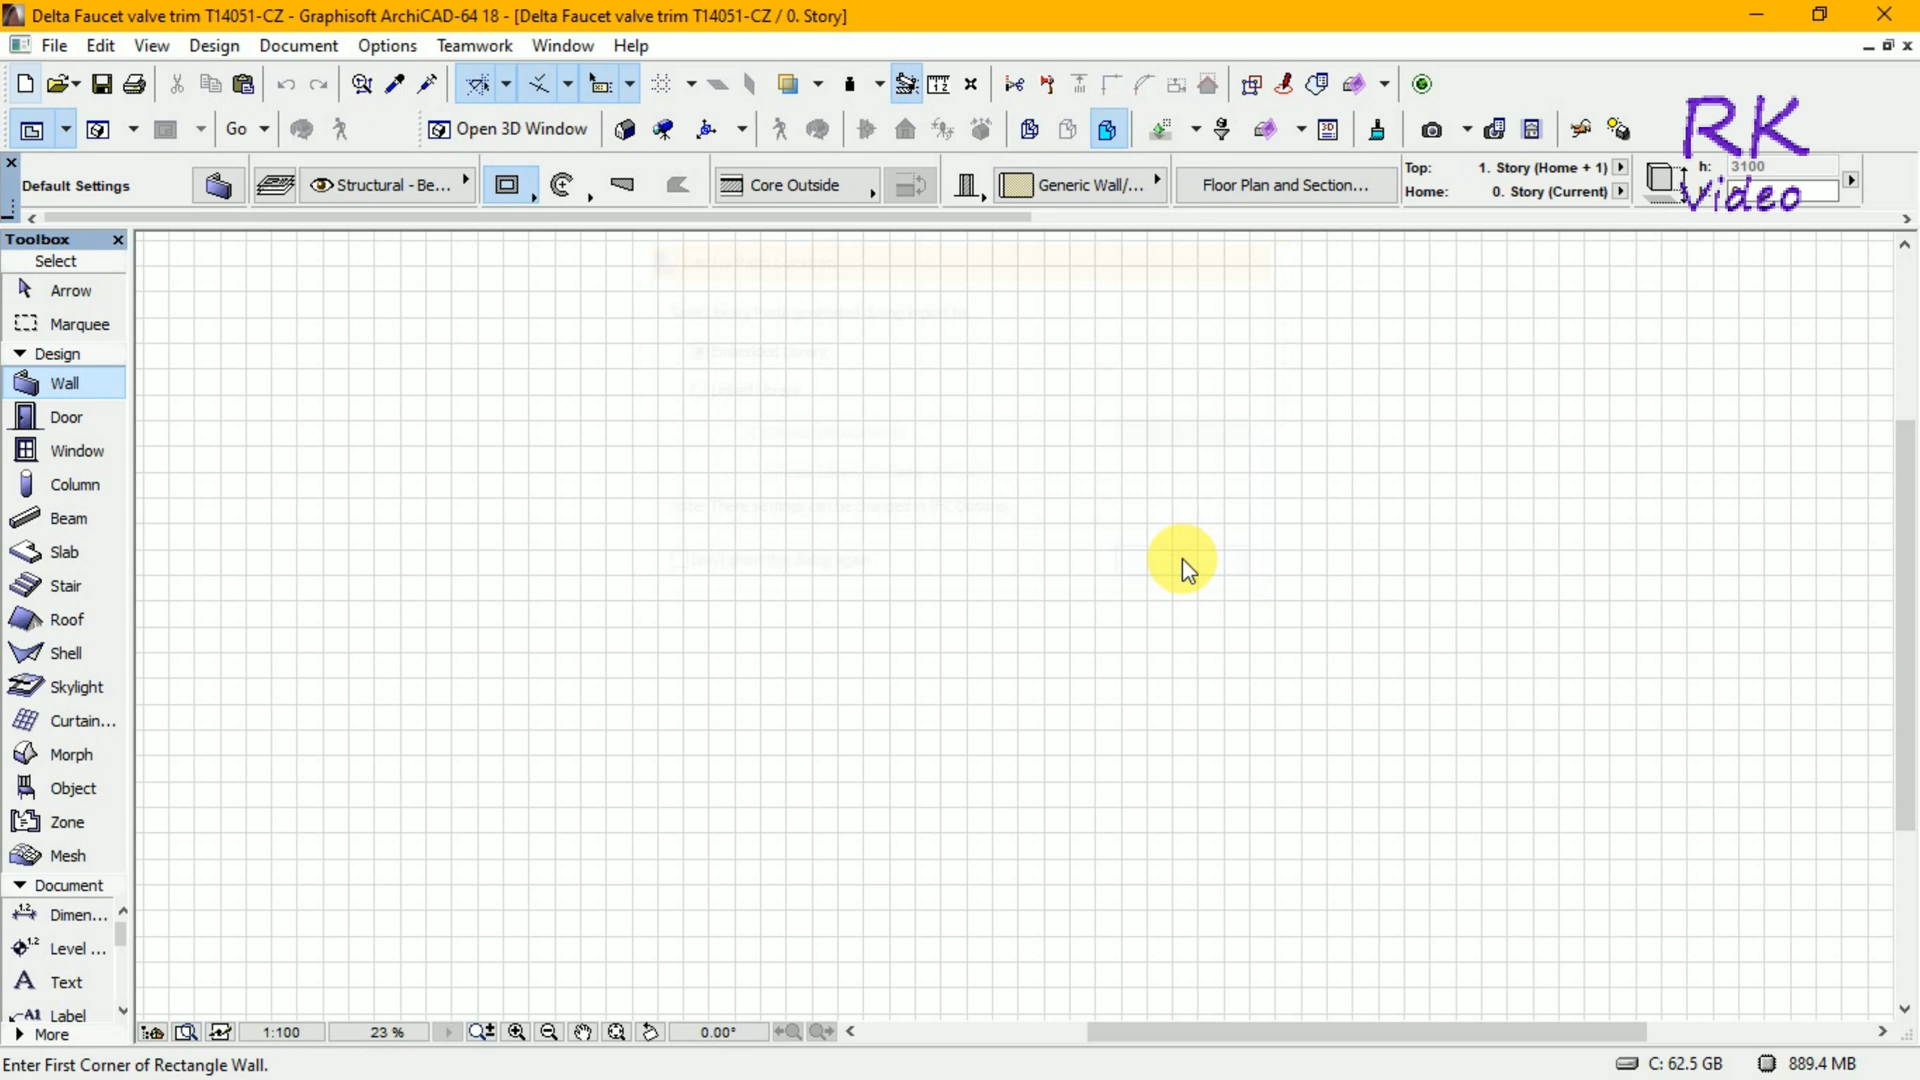 Delta Faucet valve trim T14051-CZ - Graphisoft ArchiCAD-64 18 - [Delta Faucet valve trim T14051-CZ / 0. Story]
File Edit View Design Document Options Teamwork Window Help
Go Open 3D Window
RK
Video
Default Settings
Structural - Be...
Core Outside
Generic Wall/...
Floor Plan and Section...
Top: 1. Story (Home + 1)
Home: 0. Story (Current)
h: 3100
Toolbox
Select
Arrow
Marquee
Design
Wall
Door
Window
Column
Beam
Slab
Stair
Roof
Shell
Skylight
Curtain...
Morph
Object
Zone
Mesh
Document
Dimen...
Level ...
Text
Label
More
1:100 23 % 0.00°
Enter First Corner of Rectangle Wall.
C: 62.5 GB 889.4 MB